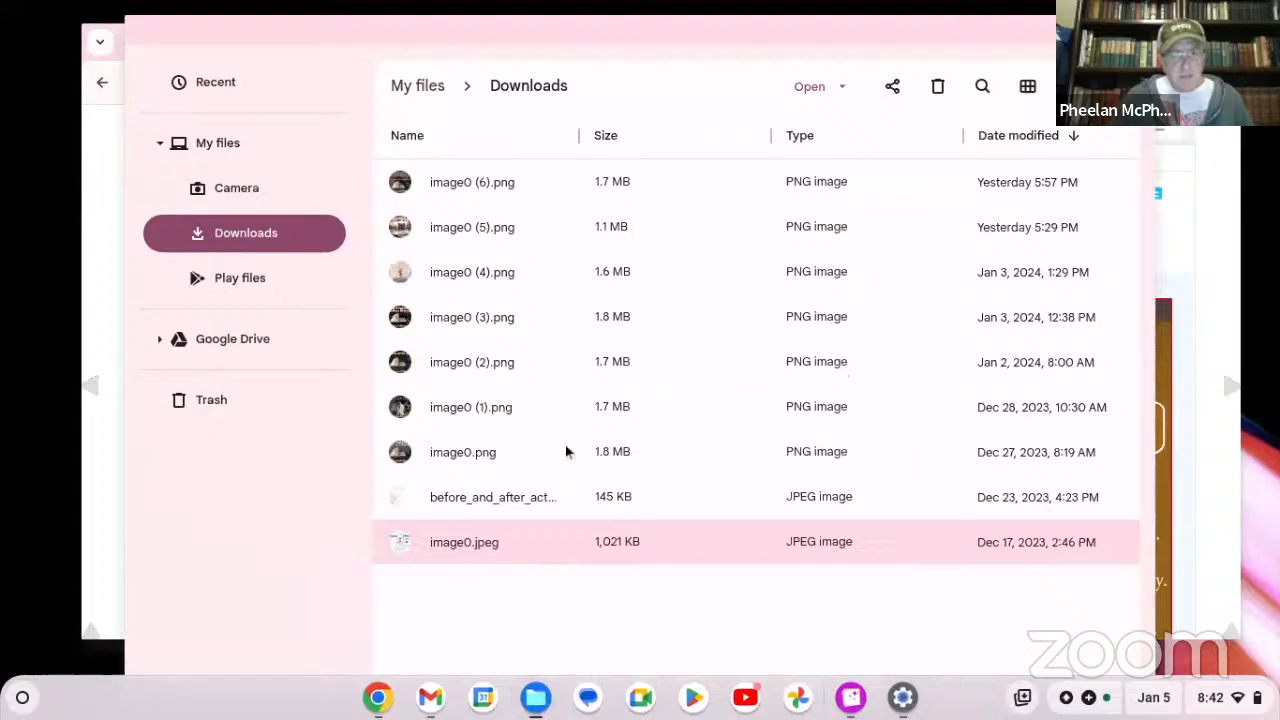 Recent
My files
Camera
Downloads
Play files
Google Drive
Trash
My files > Downloads
Open
Name Size Type Date modified
image0 (6).png 1.7 MB PNG image Yesterday 5:57 PM
image0 (5).png 1.1 MB PNG image Yesterday 5:29 PM
image0 (4).png 1.6 MB PNG image Jan 3, 2024, 1:29 PM
image0 (3).png 1.8 MB PNG image Jan 3, 2024, 12:38 PM
image0 (2).png 1.7 MB PNG image Jan 2, 2024, 8:00 AM
image0 (1).png 1.7 MB PNG image Dec 28, 2023, 10:30 AM
image0.png 1.8 MB PNG image Dec 27, 2023, 8:19 AM
before_and_after_act... 145 KB JPEG image Dec 23, 2023, 4:23 PM
image0.jpeg 1,021 KB JPEG image Dec 17, 2023, 2:46 PM
Pheelan McPh...
y.
zoom
Jan 5 8:42